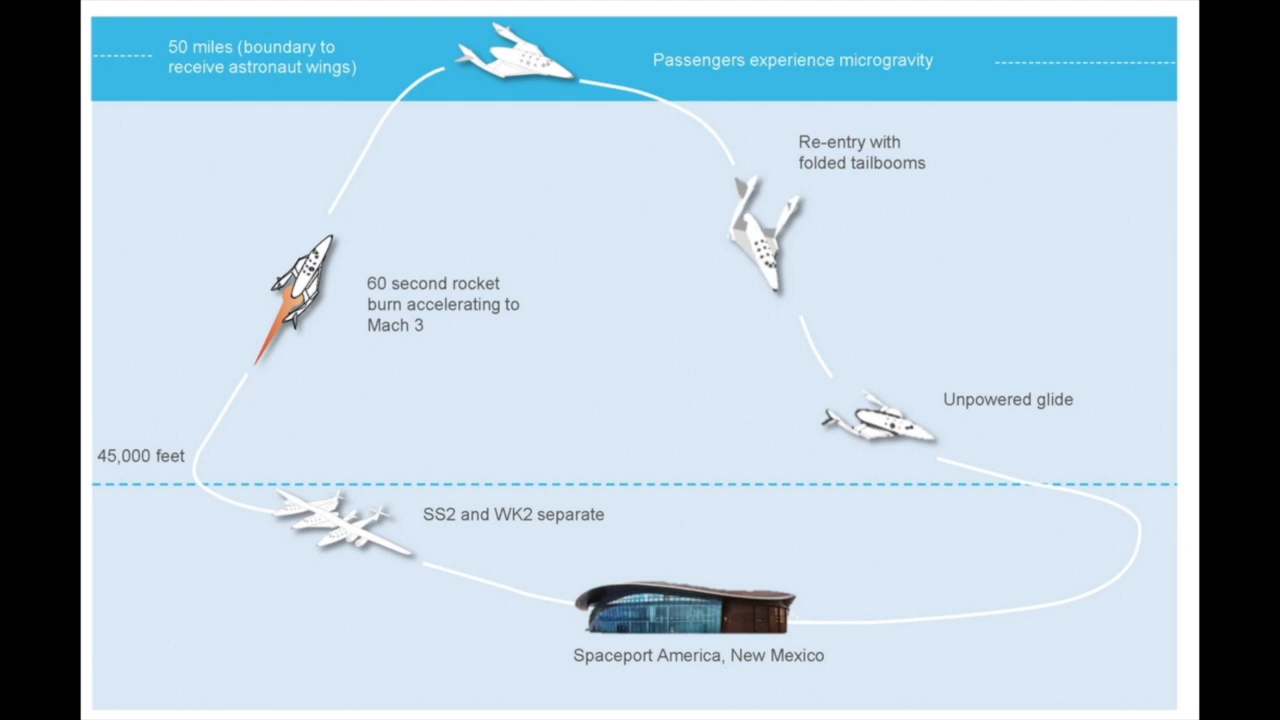 50 miles (boundary to
receive astronaut wings)
Passengers experience microgravity
Re-entry with
folded tailbooms
60 second rocket
burn accelerating to
Mach 3
Unpowered glide
45,000 feet
SS2 and WK2 separate
Spaceport America, New Mexico